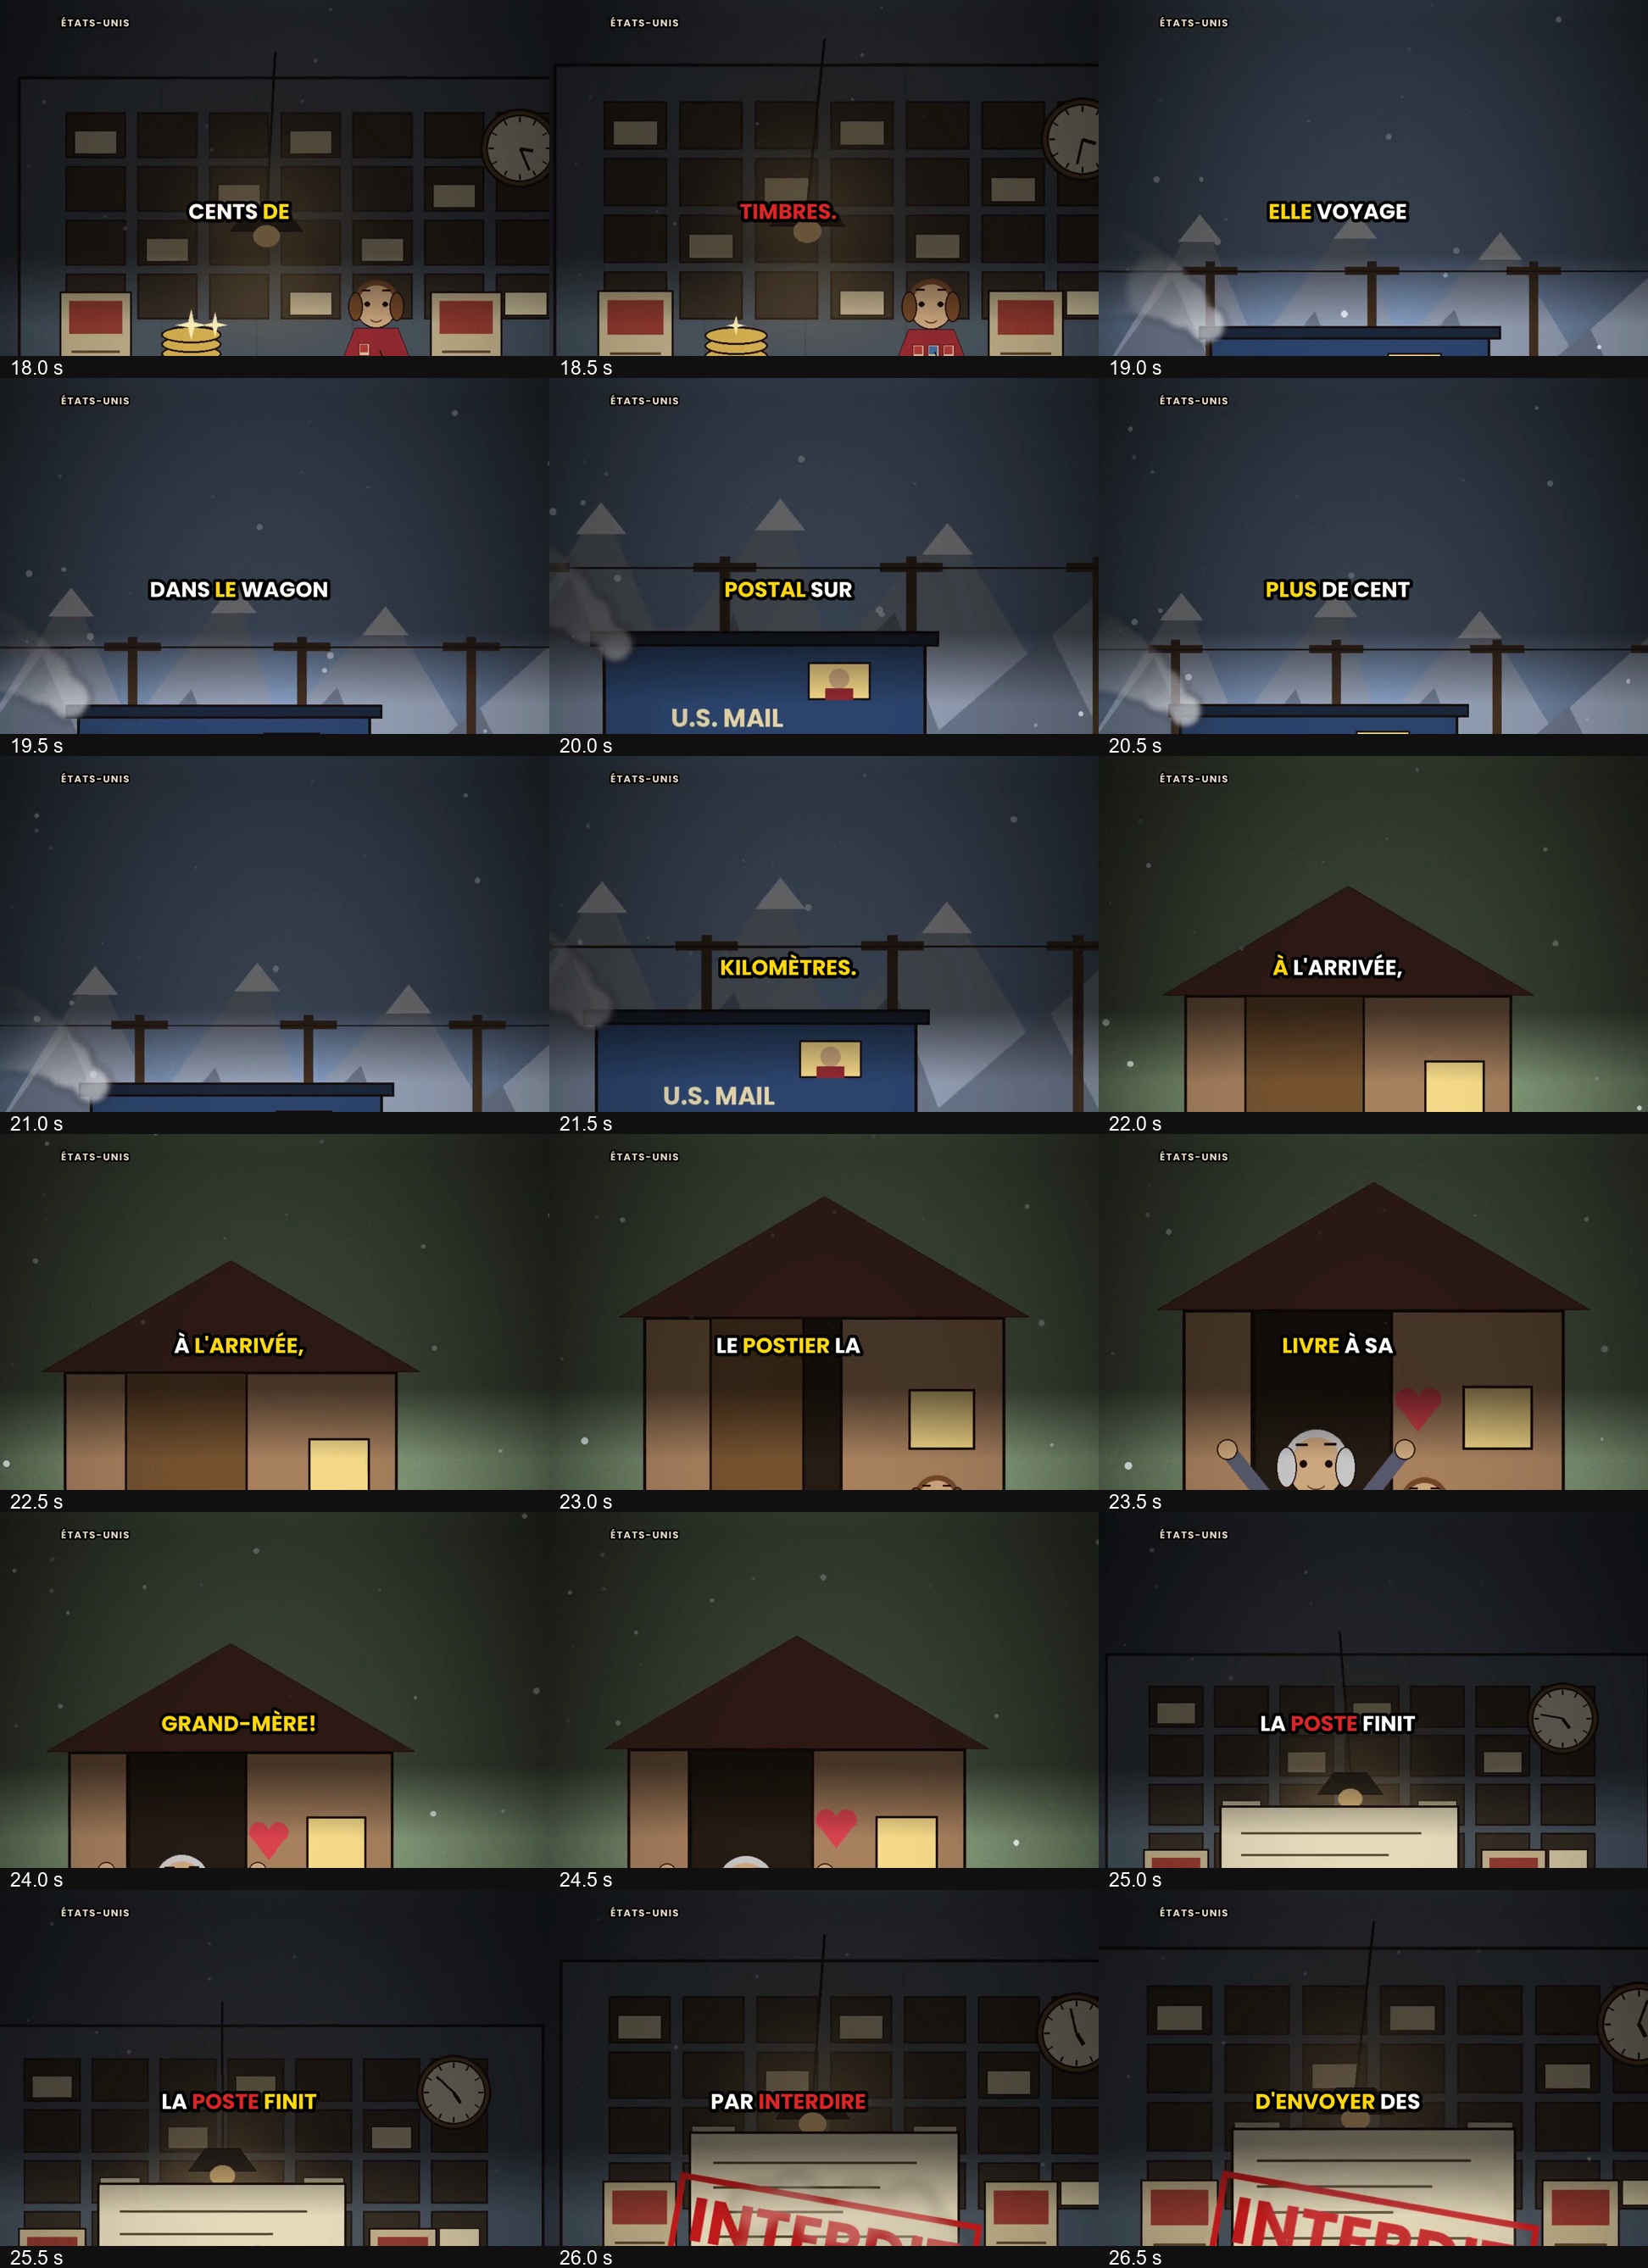 ÉTATS-UNIS
CENTS DE
18.0 s
ÉTATS-UNIS
TIMBRES.
18.5 s
ÉTATS-UNIS
ELLE VOYAGE
19.0 s
ÉTATS-UNIS
DANS LE WAGON
19.5 s
ÉTATS-UNIS
POSTAL SUR
U.S. MAIL
20.0 s
ÉTATS-UNIS
PLUS DE CENT
20.5 s
ÉTATS-UNIS
21.0 s
ÉTATS-UNIS
KILOMÈTRES.
U.S. MAIL
21.5 s
ÉTATS-UNIS
À L'ARRIVÉE,
22.0 s
ÉTATS-UNIS
À L'ARRIVÉE,
22.5 s
ÉTATS-UNIS
LE POSTIER LA
23.0 s
ÉTATS-UNIS
LIVRE À SA
23.5 s
ÉTATS-UNIS
GRAND-MÈRE!
24.0 s
ÉTATS-UNIS
24.5 s
ÉTATS-UNIS
LA POSTE FINIT
25.0 s
ÉTATS-UNIS
LA POSTE FINIT
25.5 s
ÉTATS-UNIS
PAR INTERDIRE
INTERDI
26.0 s
ÉTATS-UNIS
D'ENVOYER DES
INTERDI
26.5 s